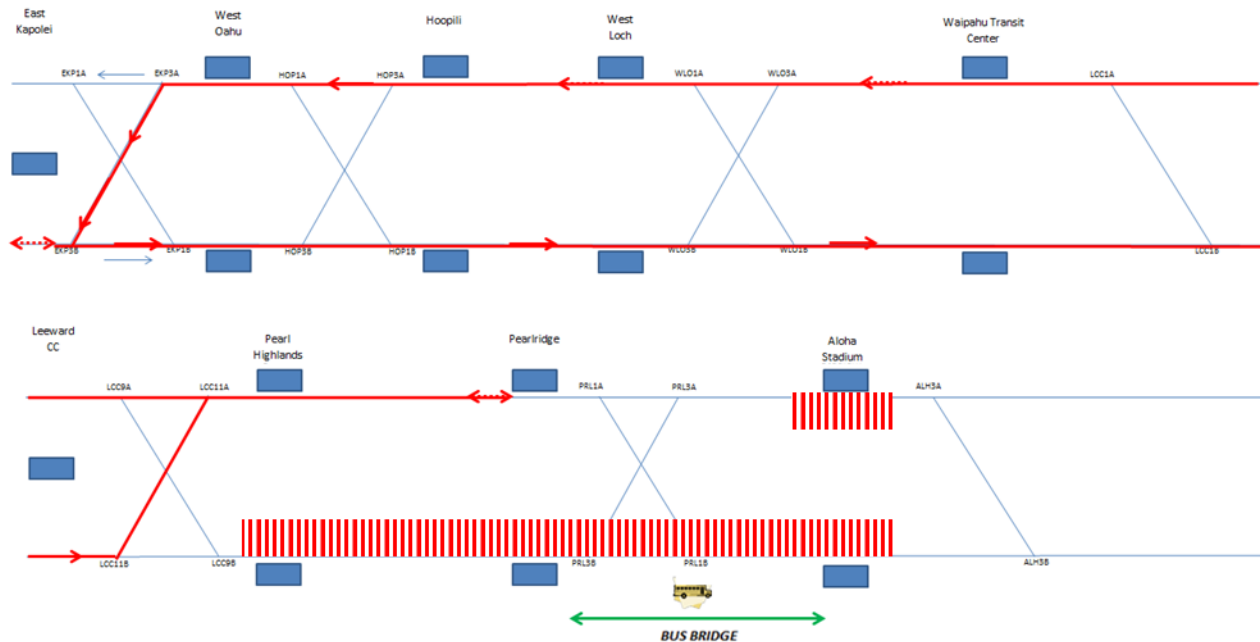 East
Kapolei
West
Oahu
Hoopili
West
Loch
Waipahu Transit
Center
EKP1A
EKP3A
HOP1A
HOP3A
WLO1A
WLO3A
LCC1A
EKP3B
EKP1B
HOP3B
HOP1B
WLO3B
WLO1B
LCC1B
Leeward
CC
Pearl
Highlands
Pearlridge
Aloha
Stadium
LCC9A
LCC11A
PRL1A
PRL3A
ALH3A
LCC11B
LCC9B
PRL3B
PRL1B
ALH3B
BUS BRIDGE